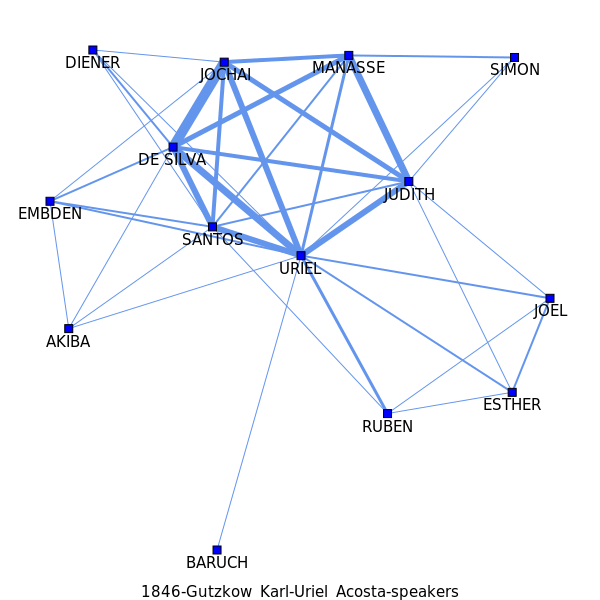 DIENER
JOCHAI
MANASSE
SIMON
DE SILVA
JUDITH
EMBDEN
SANTOS
URIEL
JOEL
AKIBA
ESTHER
RUBEN
BARUCH
1846-Gutzkow_Karl-Uriel_Acosta-speakers